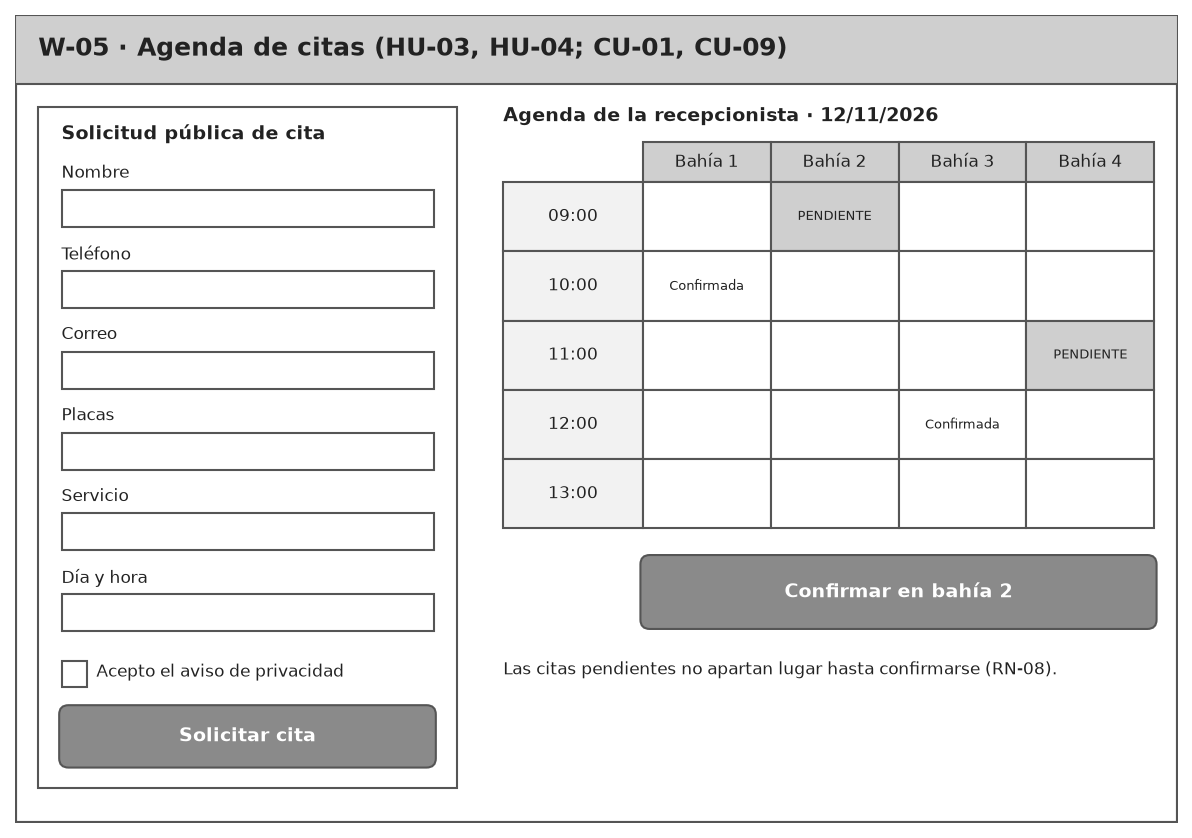 W-05 · Agenda de citas (HU-03, HU-04; CU-01, CU-09)
Solicitud pública de cita
Nombre
Teléfono
Correo
Placas
Servicio
Día y hora
Acepto el aviso de privacidad
Solicitar cita
Agenda de la recepcionista · 12/11/2026
Bahía 1 Bahía 2 Bahía 3 Bahía 4
09:00 PENDIENTE
10:00 Confirmada
11:00 PENDIENTE
12:00 Confirmada
13:00
Confirmar en bahía 2
Las citas pendientes no apartan lugar hasta confirmarse (RN-08).